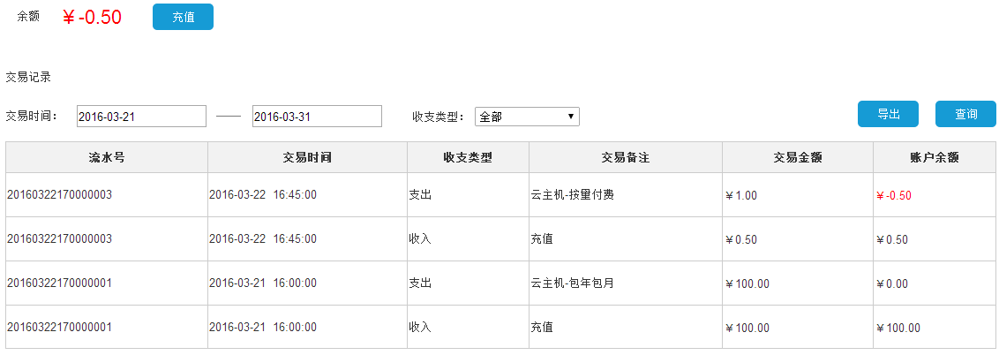 余额 ￥-0.50 充值
交易记录
交易时间： 2016-03-21 —— 2016-03-31 收支类型： 全部 导出 查询
流水号 交易时间 收支类型 交易备注 交易金额 账户余额
20160322170000003 2016-03-22 16:45:00 支出 云主机-按量付费 ￥1.00 ￥-0.50
20160322170000003 2016-03-22 16:45:00 收入 充值 ￥0.50 ￥0.50
20160322170000001 2016-03-21 16:00:00 支出 云主机-包年包月 ￥100.00 ￥0.00
20160322170000001 2016-03-21 16:00:00 收入 充值 ￥100.00 ￥100.00